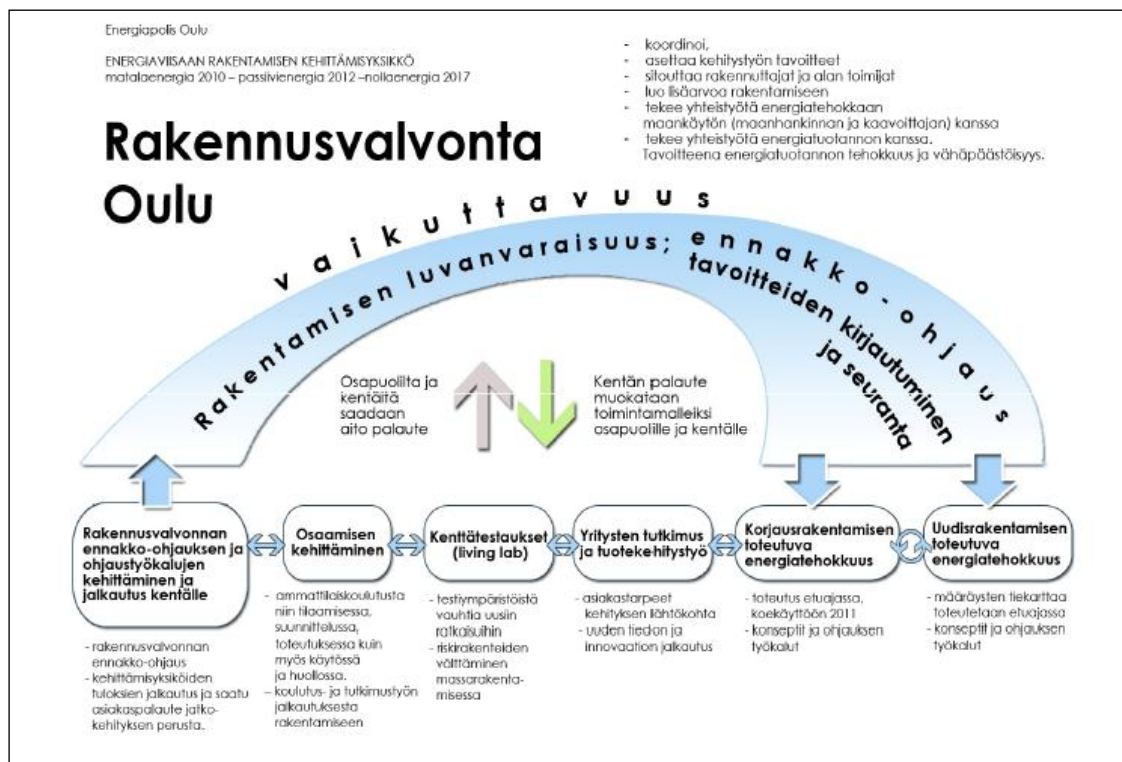 Energiapolis Oulu
ENERGIAVIISAAN RAKENTAMISEN KEHITTÄMISYKSIKKÖ
matalaenergia 2010 – passiivienergia 2012 –nollaenergia 2017
- koordinoi,
- asettaa kehitystyön tavoitteet
- sitouttaa rakennuttajat ja alan toimijat
- luo lisäarvoa rakentamiseen
- tekee yhteistyötä energiatehokkaan
maankäytön (maanhankinnan ja kaavoittajan) kanssa
- tekee yhteistyötä energiatuotannon kanssa.
Tavoitteena energiatuotannon tehokkuus ja vähäpäästöisyys.
Rakennusvalvonta
Oulu
vaikuttavuus
Rakentamisen luvanvaraisuus; ennakko-ohjaus
tavoitteiden kirjautuminen
ja seuranta
Osapuolilta ja
kentältä
saadaan
aito palaute
Kentän palaute
muokataan
toimintamalleiksi
osapuolille ja kentälle
Rakennusvalvonnan
ennakko-ohjauksen ja
ohjaustyökalujen
kehittäminen ja
jalkautus kentälle
- rakennusvalvonnan
ennakko-ohjaus
- kehittämisyksiköiden
tuloksien jalkautus ja saatu
asiakaspalaute jatko-
kehityksen perusta.
Osaamisen
kehittäminen
- ammattilaiskoulutusta
niin tilaamisessa,
suunnittelussa,
toteutuksessa kuin
myös käytössä
ja huollossa.
– koulutus- ja tutkimustyön
jalkautuksesta
rakentamiseen
Kenttätestaukset
(living lab)
- testiympäristöistä
vauhtia uusiin
ratkaisuihin
- riskirakenteiden
välttäminen
massarakenta-
misessa
Yritysten tutkimus
ja tuotekehitystyö
- asiakastarpeet
kehityksen lähtökohta
- uuden tiedon ja
innovaation jalkautus
Korjausrakentamisen
toteutuva
energiatehokkuus
- toteutus etuajassa,
koekäyttöön 2011
- konseptit ja ohjauksen
työkalut
Uudisrakentamisen
toteutuva
energiatehokkuus
- määräysten tiekarttaa
toteutetaan etuajassa
- konseptit ja ohjauksen
työkalut